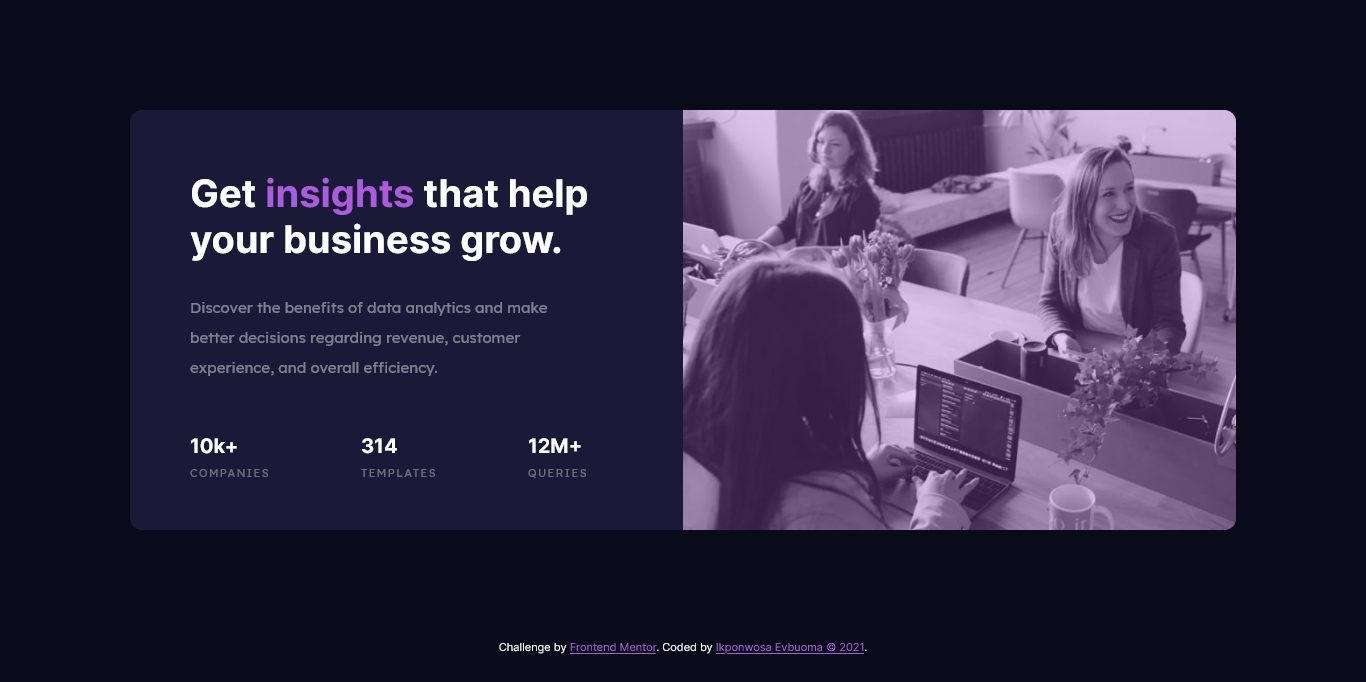 Get insights that help
your business grow.
Discover the benefits of data analytics and make
better decisions regarding revenue, customer
experience, and overall efficiency.
10k+ 314 12M+
COMPANIES TEMPLATES QUERIES
Challenge by Frontend Mentor. Coded by Ikponwosa Evbuoma © 2021.